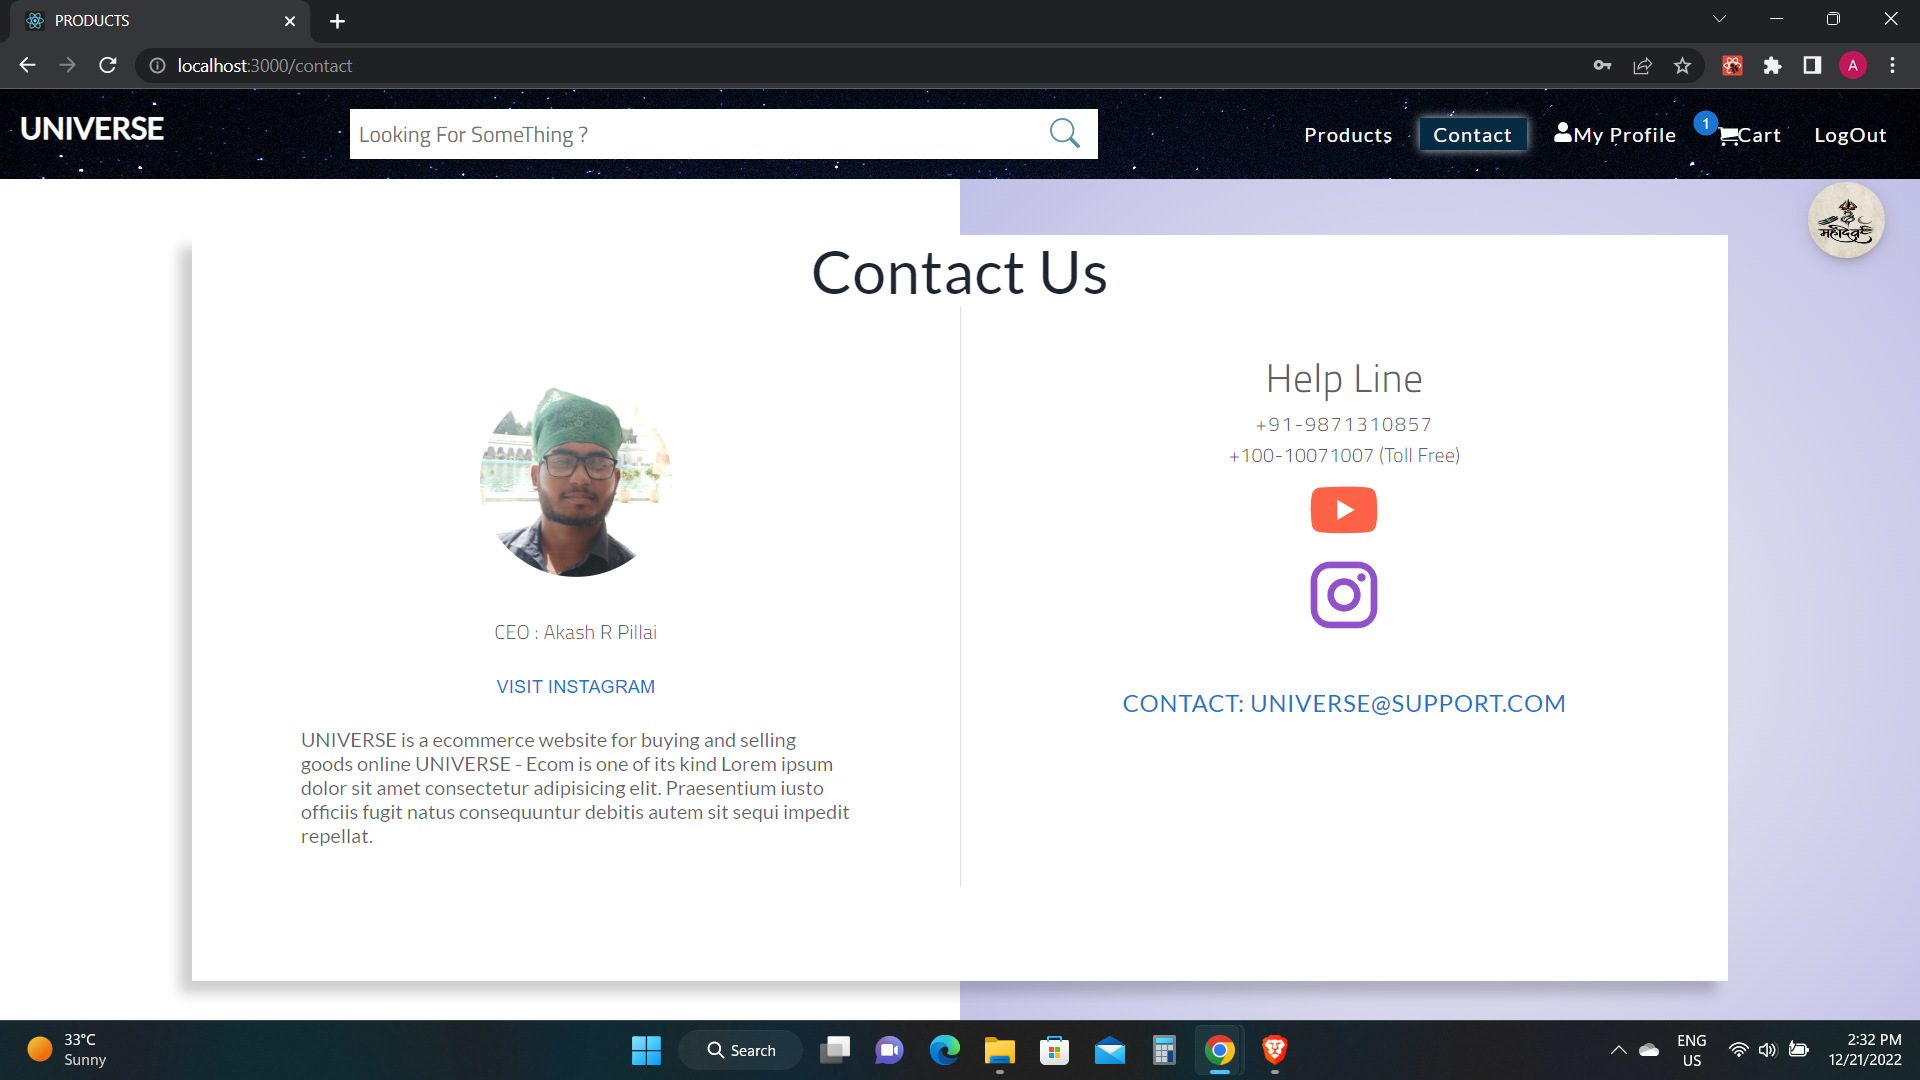 PRODUCTS
localhost:3000/contact
A
UNIVERSE
Looking For SomeThing ?
Products
Contact
My Profile
1
Cart
LogOut
महादेव
Contact Us
CEO : Akash R Pillai
VISIT INSTAGRAM
UNIVERSE is a ecommerce website for buying and selling
goods online UNIVERSE - Ecom is one of its kind Lorem ipsum
dolor sit amet consectetur adipisicing elit. Praesentium iusto
officiis fugit natus consequuntur debitis autem sit sequi impedit
repellat.
Help Line
+91-9871310857
+100-10071007 (Toll Free)
CONTACT: UNIVERSE@SUPPORT.COM
33°C
Sunny
Search
ENG
US
2:32 PM
12/21/2022